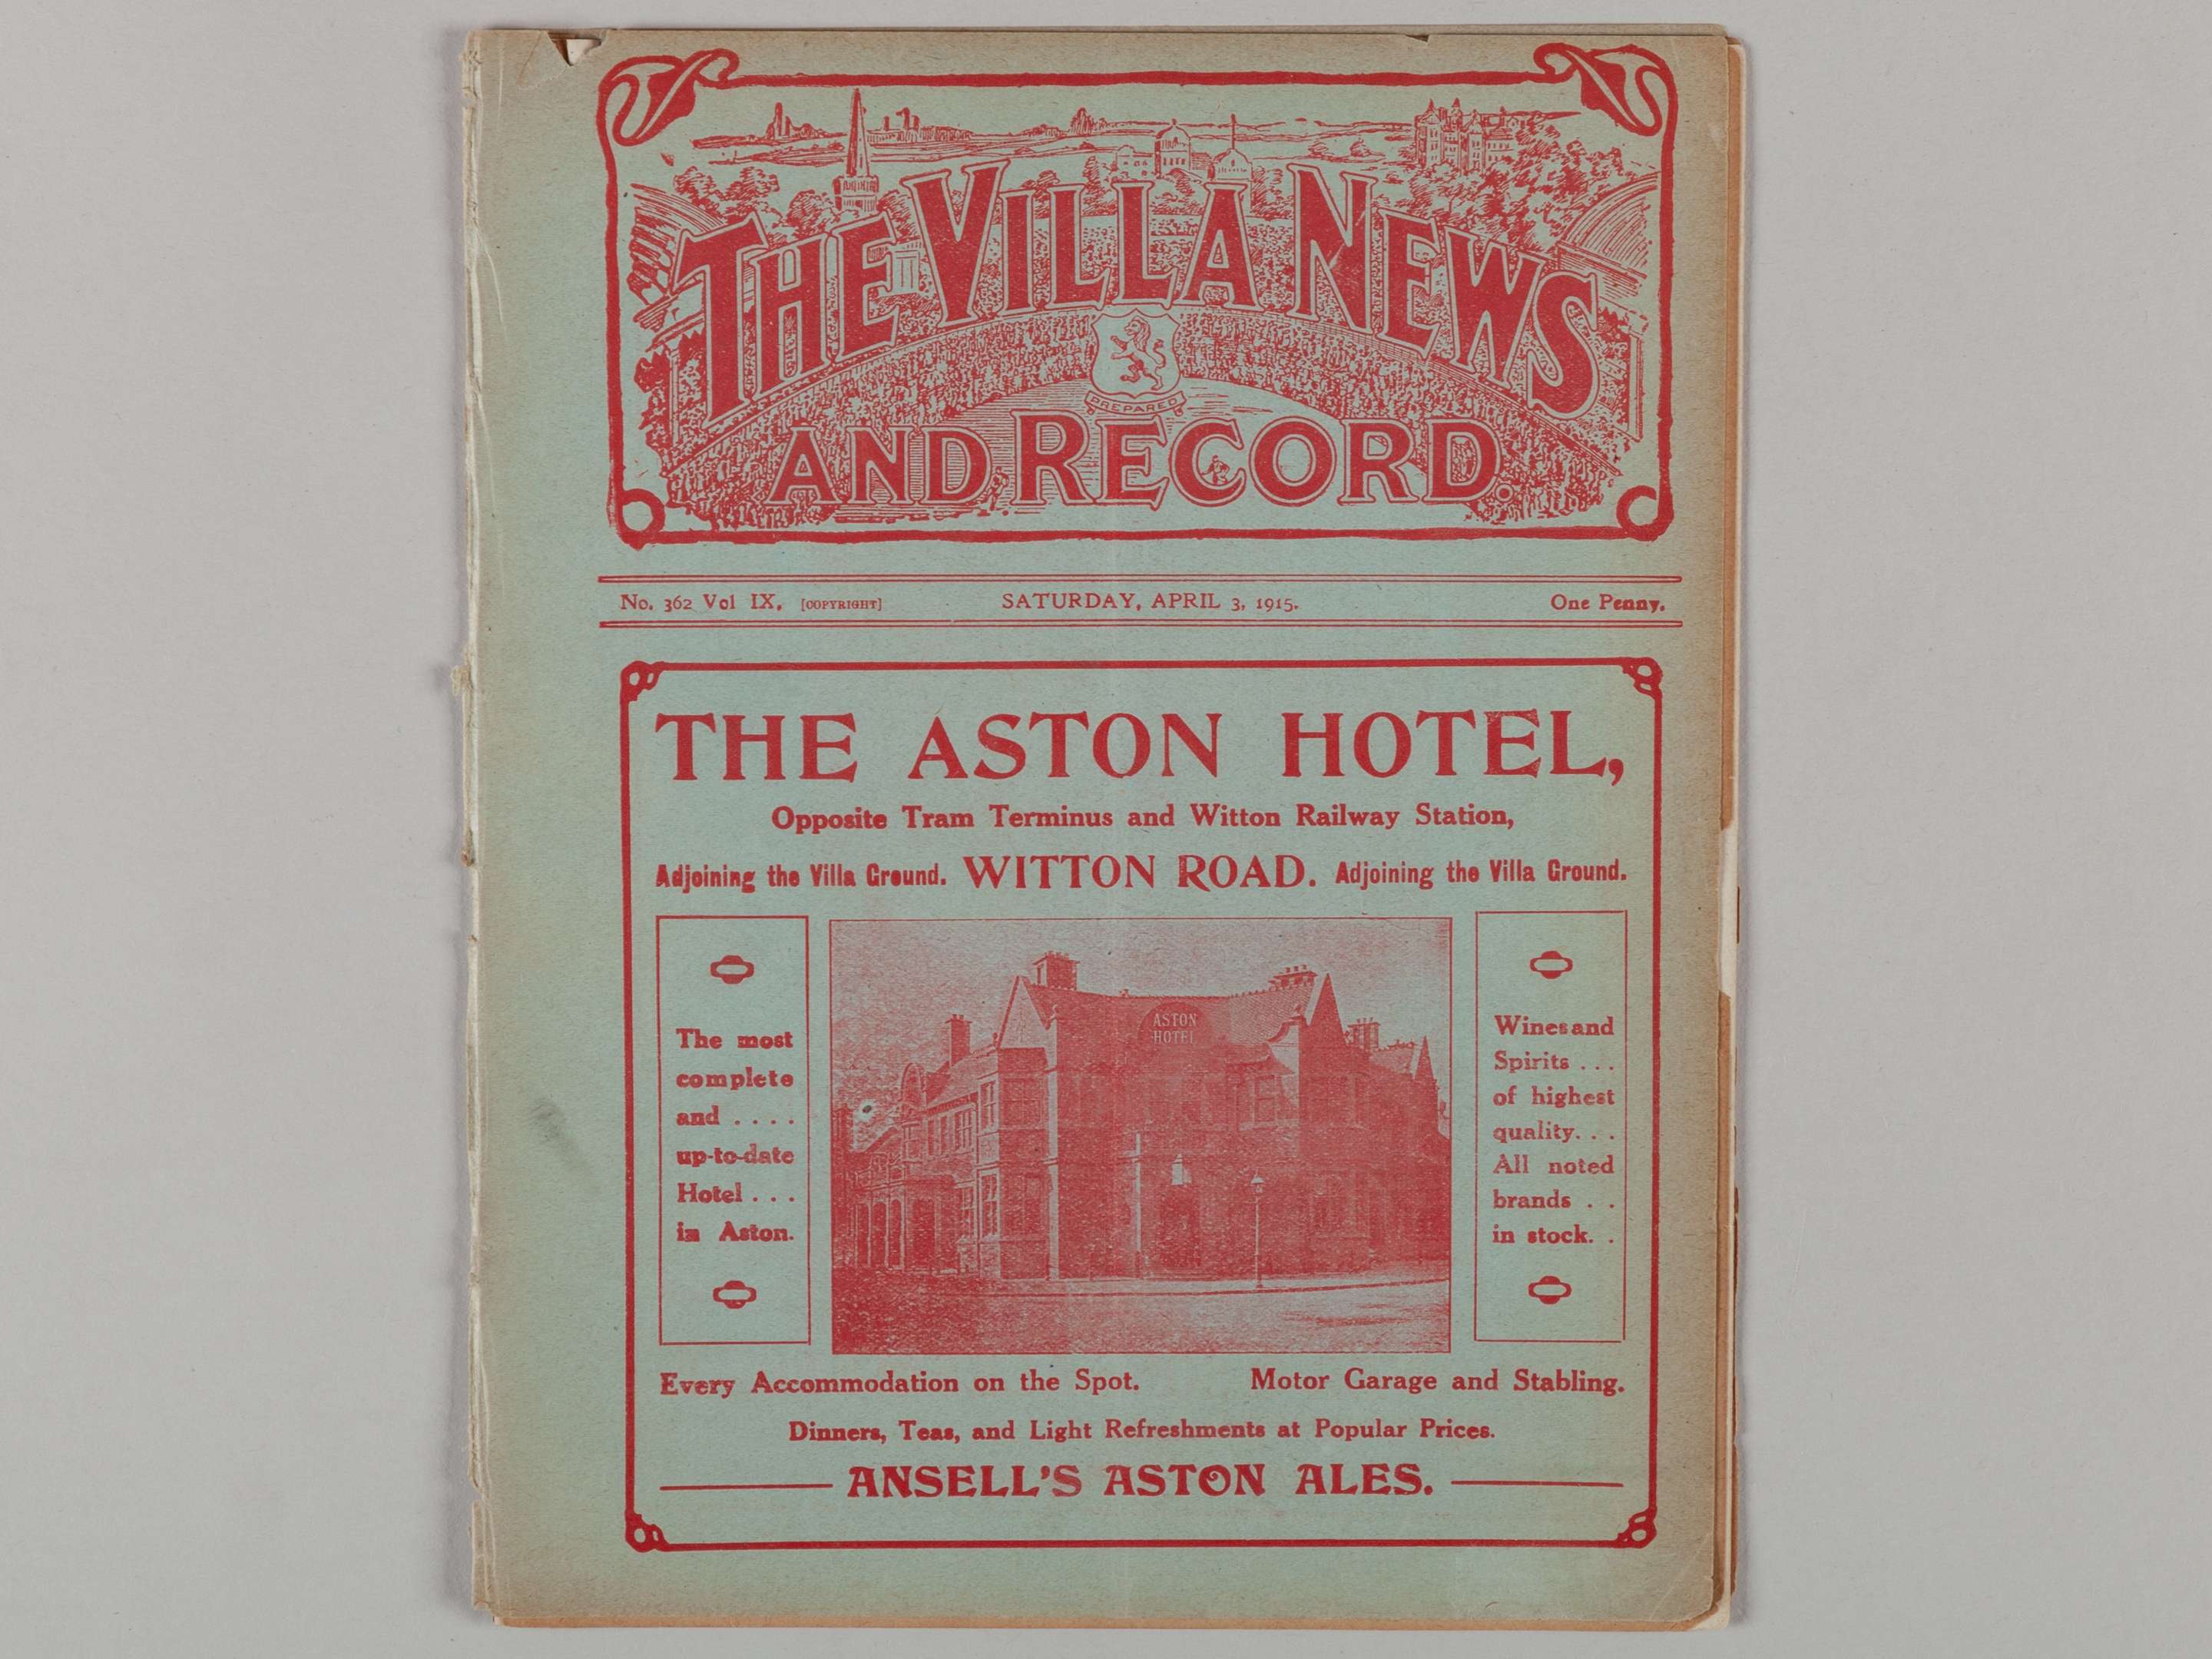 THE VILLA NEWS
PREPARED
AND RECORD.
No. 362 Vol IX. [COPYRIGHT] SATURDAY, APRIL 3, 1915. One Penny.
THE ASTON HOTEL,
Opposite Tram Terminus and Witton Railway Station,
Adjoining the Villa Ground. WITTON ROAD. Adjoining the Villa Ground.
The most
complete
and ....
up-to-date
Hotel ...
in Aston.
ASTON
HOTEL
Wines and
Spirits ...
of highest
quality...
All noted
brands ..
in stock. .
Every Accommodation on the Spot. Motor Garage and Stabling.
Dinners, Teas, and Light Refreshments at Popular Prices.
ANSELL'S ASTON ALES.